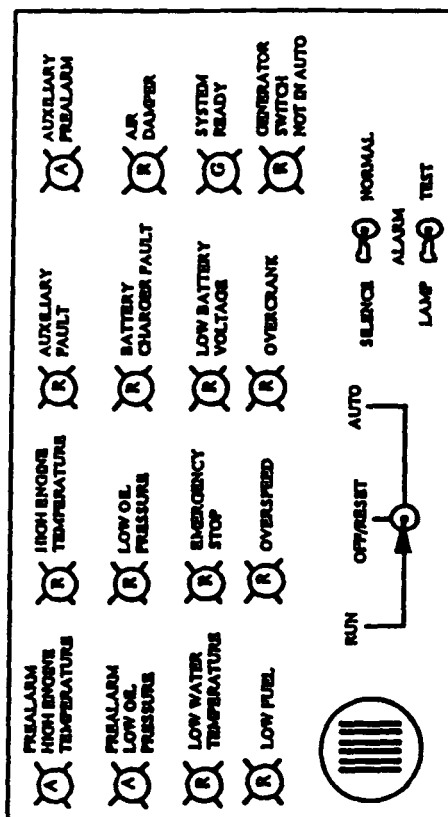 A
PREALARM
HIGH ENGINE
TEMPERATURE
R
HIGH ENGINE
TEMPERATURE
R
AUXILIARY
FAULT
A
AUXILIARY
PREALARM
A
PREALARM
LOW OIL
PRESSURE
R
LOW OIL
PRESSURE
R
BATTERY
CHARGER FAULT
R
AIR
DAMPER
R
LOW WATER
TEMPERATURE
R
EMERGENCY
STOP
R
LOW BATTERY
VOLTAGE
G
SYSTEM
READY
R
LOW FUEL
R
OVERSPEED
R
OVERCRANK
R
GENERATOR
SWITCH
NOT IN AUTO
RUN
OFF/RESET
AUTO
SILENCE
NORMAL
ALARM
LAMP
TEST